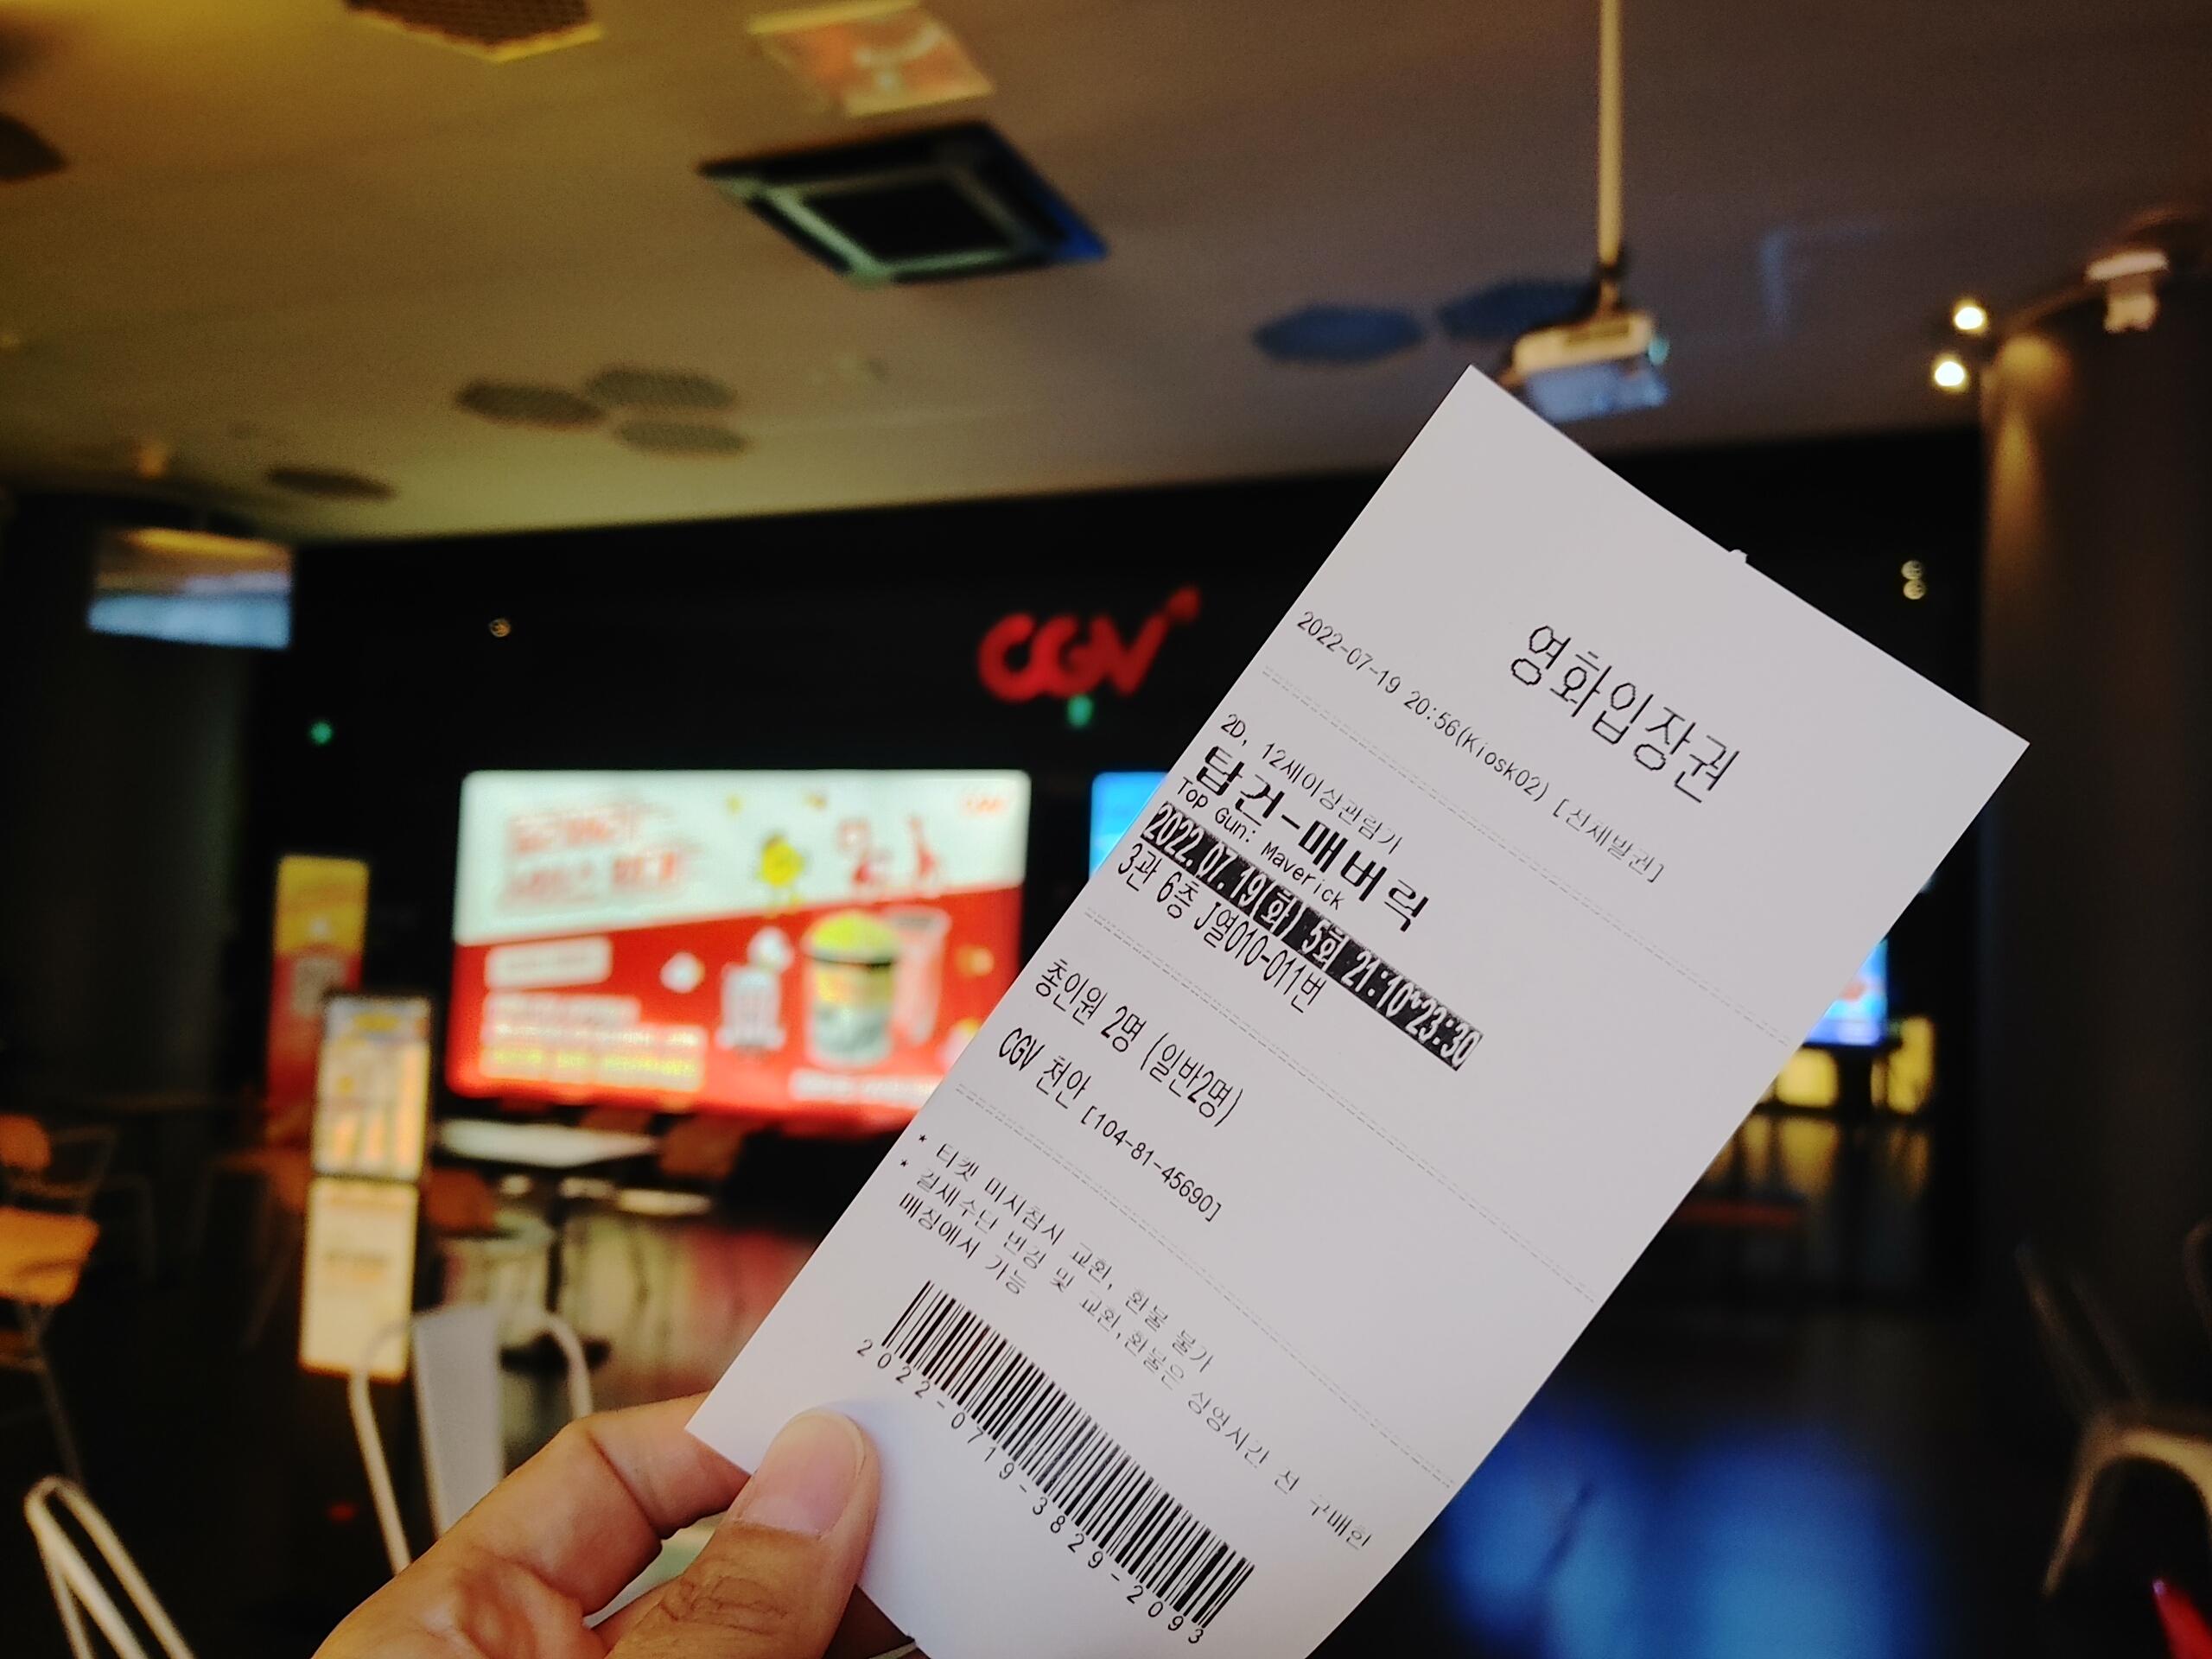 CGV
영화입장권
2022-07-19 20:56(Kiosk02) [신채발권]
2D, 12세이상관람가
탑건-매버릭
Top Gun: Maverick
2022.07.19(화) 5회 21:10~23:30
3관 6층 J열010-011번
총인원 2명 (일반2명)
CGV 천안 [104-81-45690]
* 티켓 미지참시 교환, 환불 불가
* 결재수단 변경 및 교환,환불은 상영시간 전 구매한
매장에서 가능
2022-0719-3829-2093